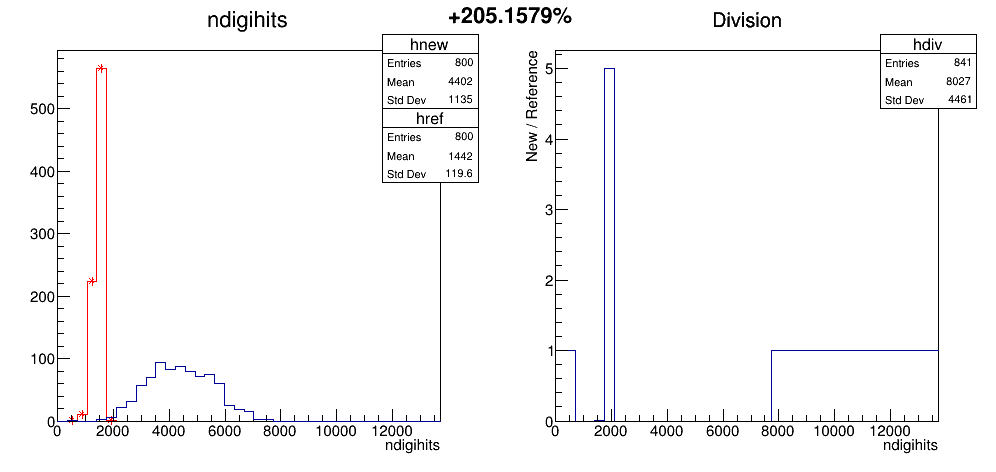 +205.1579%
ndigihits
hnew
Entries 800
Mean 4402
Std Dev 1135
href
Entries 800
Mean 1442
Std Dev 119.6
500
400
300
200
100
0
0 2000 4000 6000 8000 10000 12000
ndigihits
Division
hdiv
Entries 841
Mean 8027
Std Dev 4461
New / Reference
5
4
3
2
1
0
0 2000 4000 6000 8000 10000 12000
ndigihits